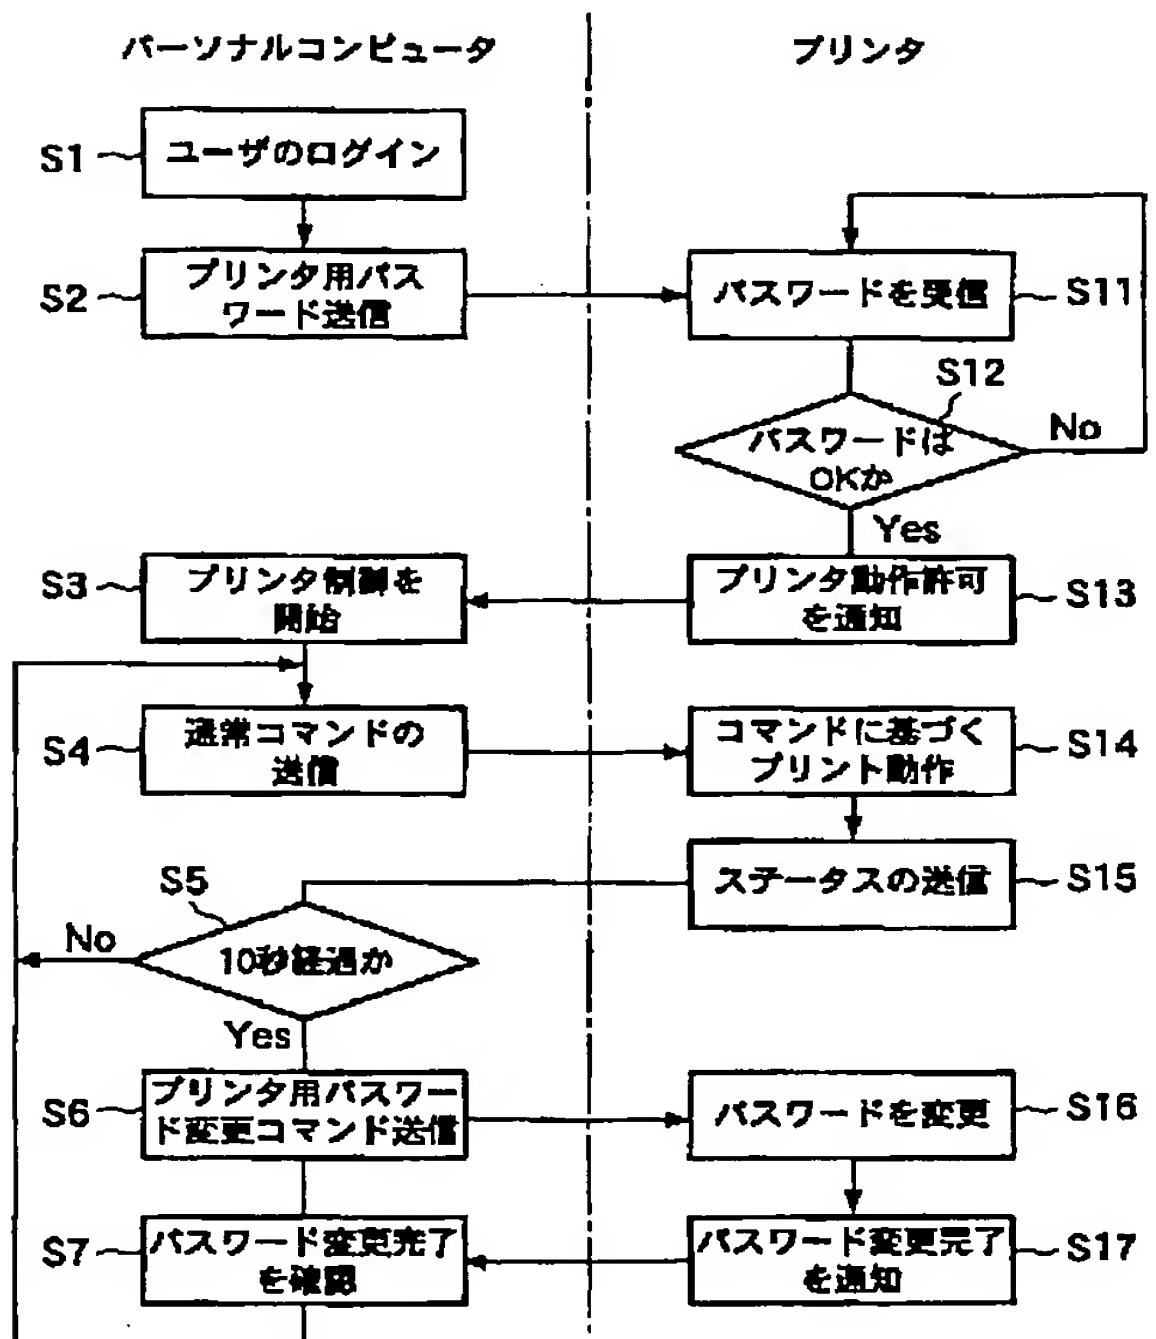 パーソナルコンピュータ
プリンタ
S1
ユーザのログイン
S2
プリンタ用パス
ワード送信
パスワードを受信
S11
S12
パスワードは
OKか
No
Yes
S3
プリンタ制御を
開始
プリンタ動作許可
を通知
S13
S4
通常コマンドの
送信
コマンドに基づく
プリント動作
S14
ステータスの送信
S15
S5
No
10秒経過か
Yes
S6
プリンタ用パスワー
ド変更コマンド送信
パスワードを変更
S16
S7
パスワード変更完了
を確認
パスワード変更完了
を通知
S17